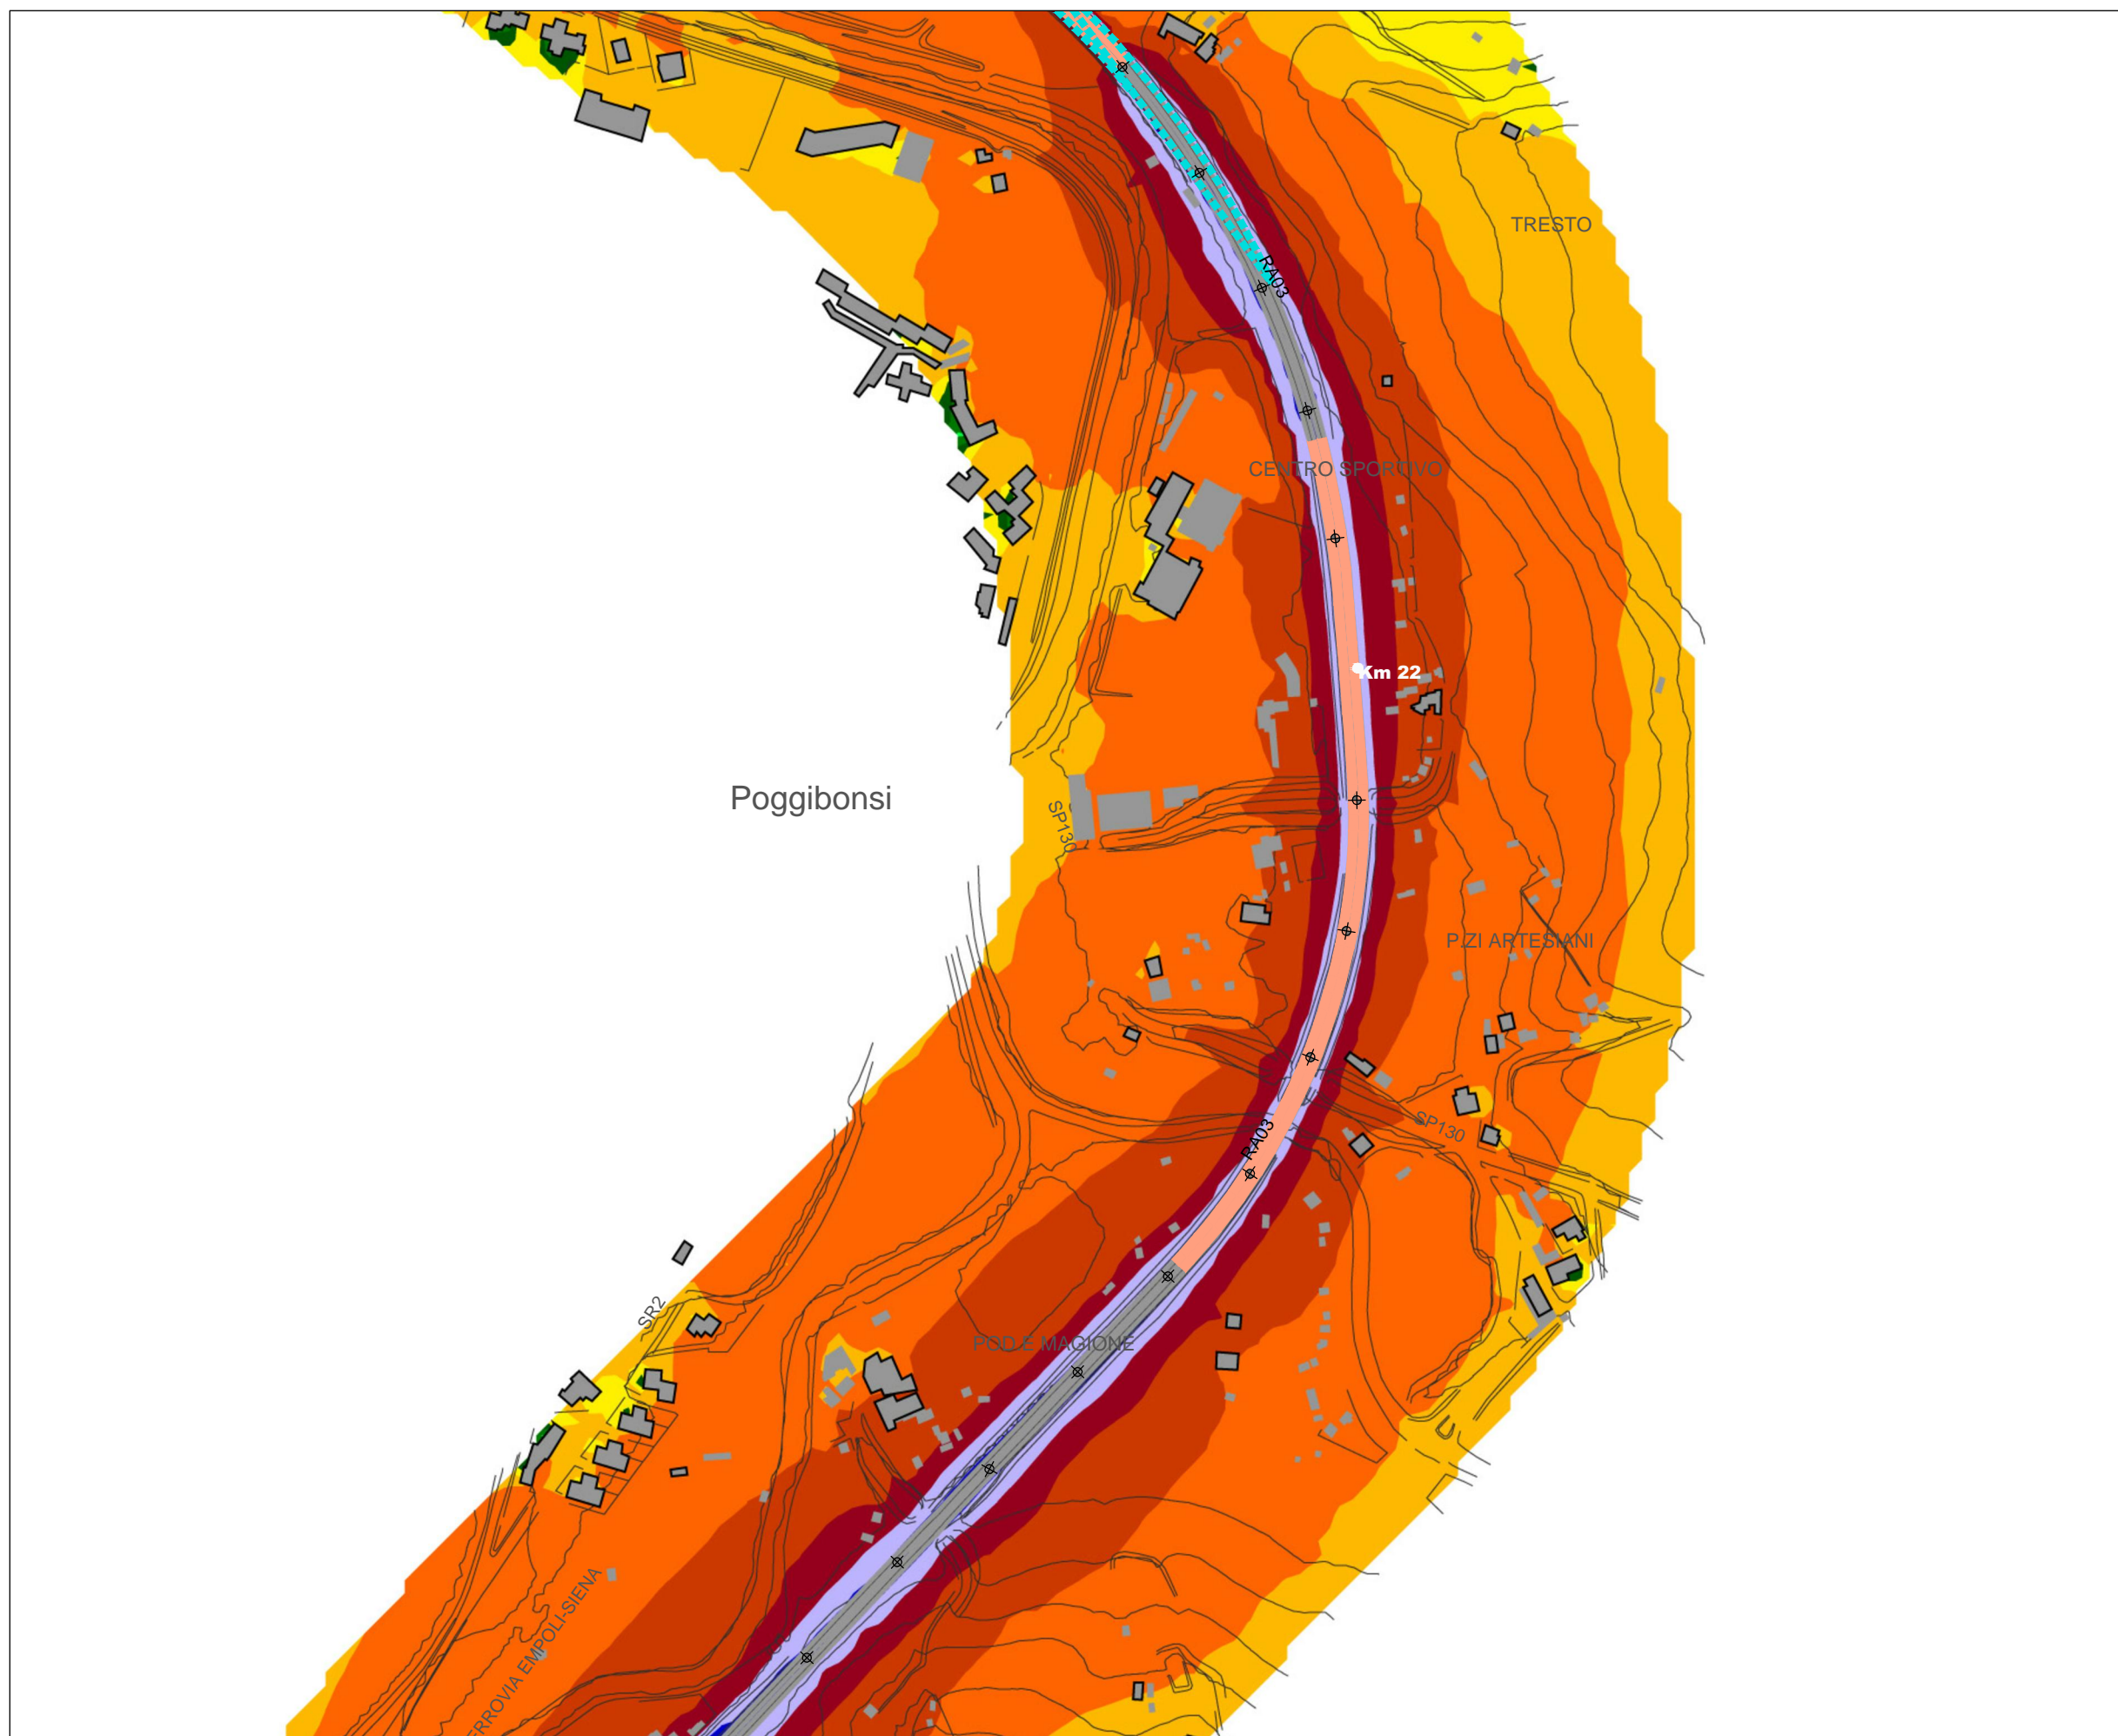 TRESTO
RA03
CENTRO SPORTIVO
Km 22
Poggibonsi
SP130
P.ZI ARTESIANI
SP130
RA03
SR2
POD.E MAGIONE
FERROVIA EMPOLI-SIENA